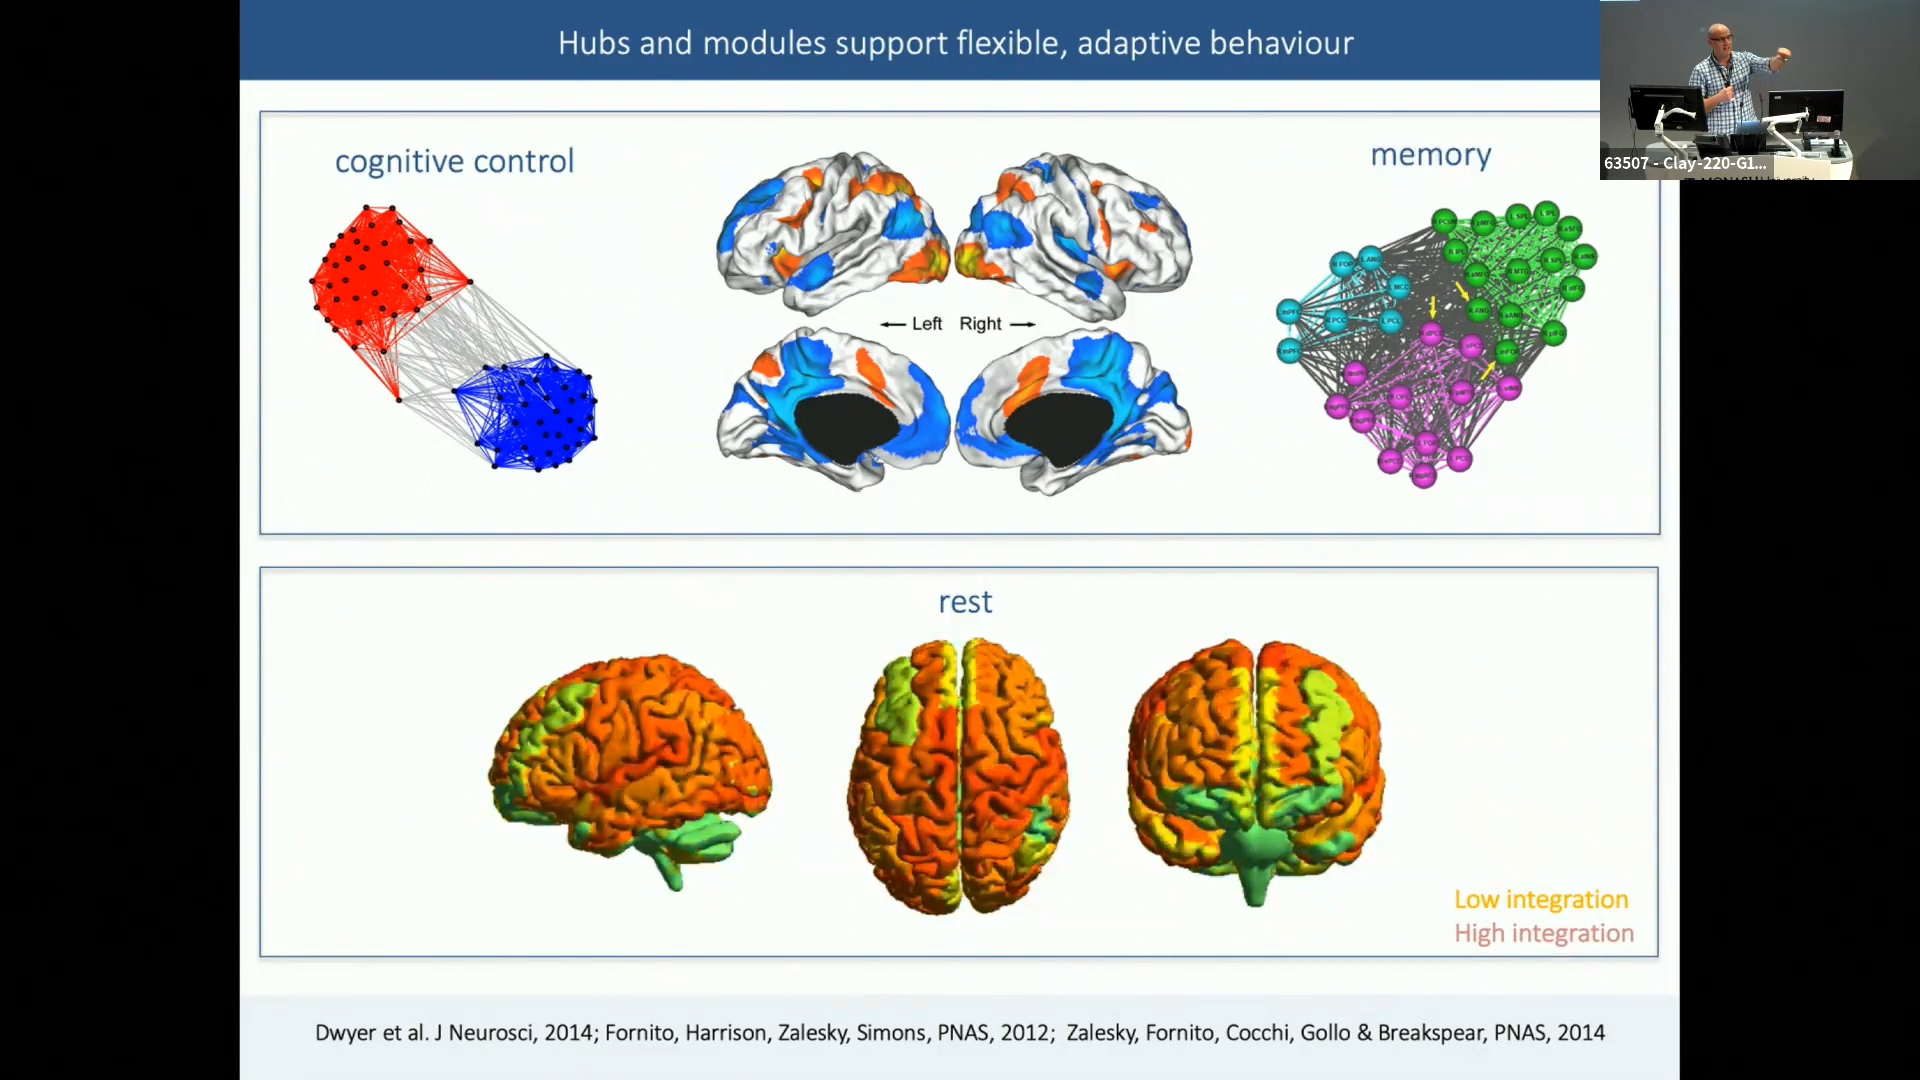 Hubs and modules support flexible, adaptive behaviour
63507 - Clay-220-G1...
cognitive control
memory
← Left Right →
rest
Low integration
High integration
Dwyer et al. J Neurosci, 2014; Fornito, Harrison, Zalesky, Simons, PNAS, 2012; Zalesky, Fornito, Cocchi, Gollo & Breakspear, PNAS, 2014